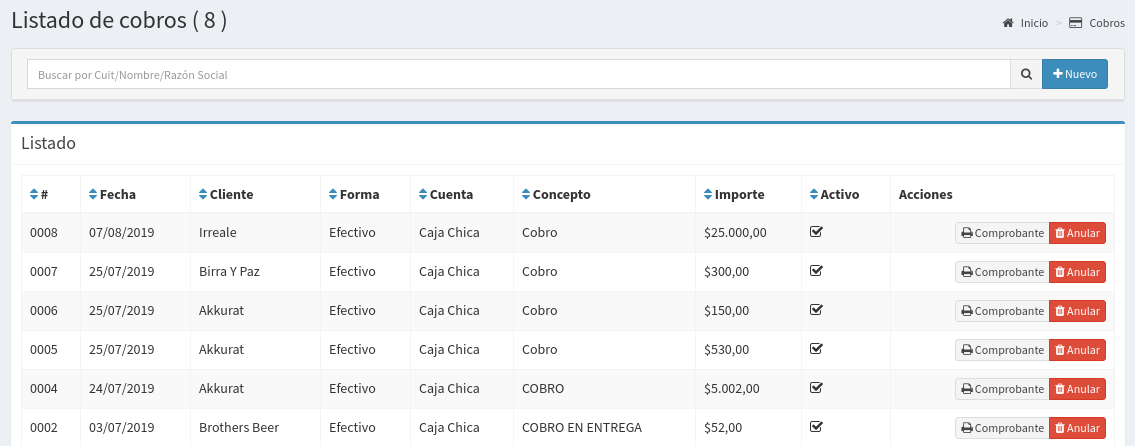 Listado de cobros ( 8 )
Inicio > Cobros
Buscar por Cuit/Nombre/Razón Social
Nuevo
Listado
# Fecha Cliente Forma Cuenta Concepto Importe Activo Acciones
0008 07/08/2019 Irreale Efectivo Caja Chica Cobro $25.000,00 Comprobante Anular
0007 25/07/2019 Birra Y Paz Efectivo Caja Chica Cobro $300,00 Comprobante Anular
0006 25/07/2019 Akkurat Efectivo Caja Chica Cobro $150,00 Comprobante Anular
0005 25/07/2019 Akkurat Efectivo Caja Chica Cobro $530,00 Comprobante Anular
0004 24/07/2019 Akkurat Efectivo Caja Chica COBRO $5.002,00 Comprobante Anular
0002 03/07/2019 Brothers Beer Efectivo Caja Chica COBRO EN ENTREGA $52,00 Comprobante Anular